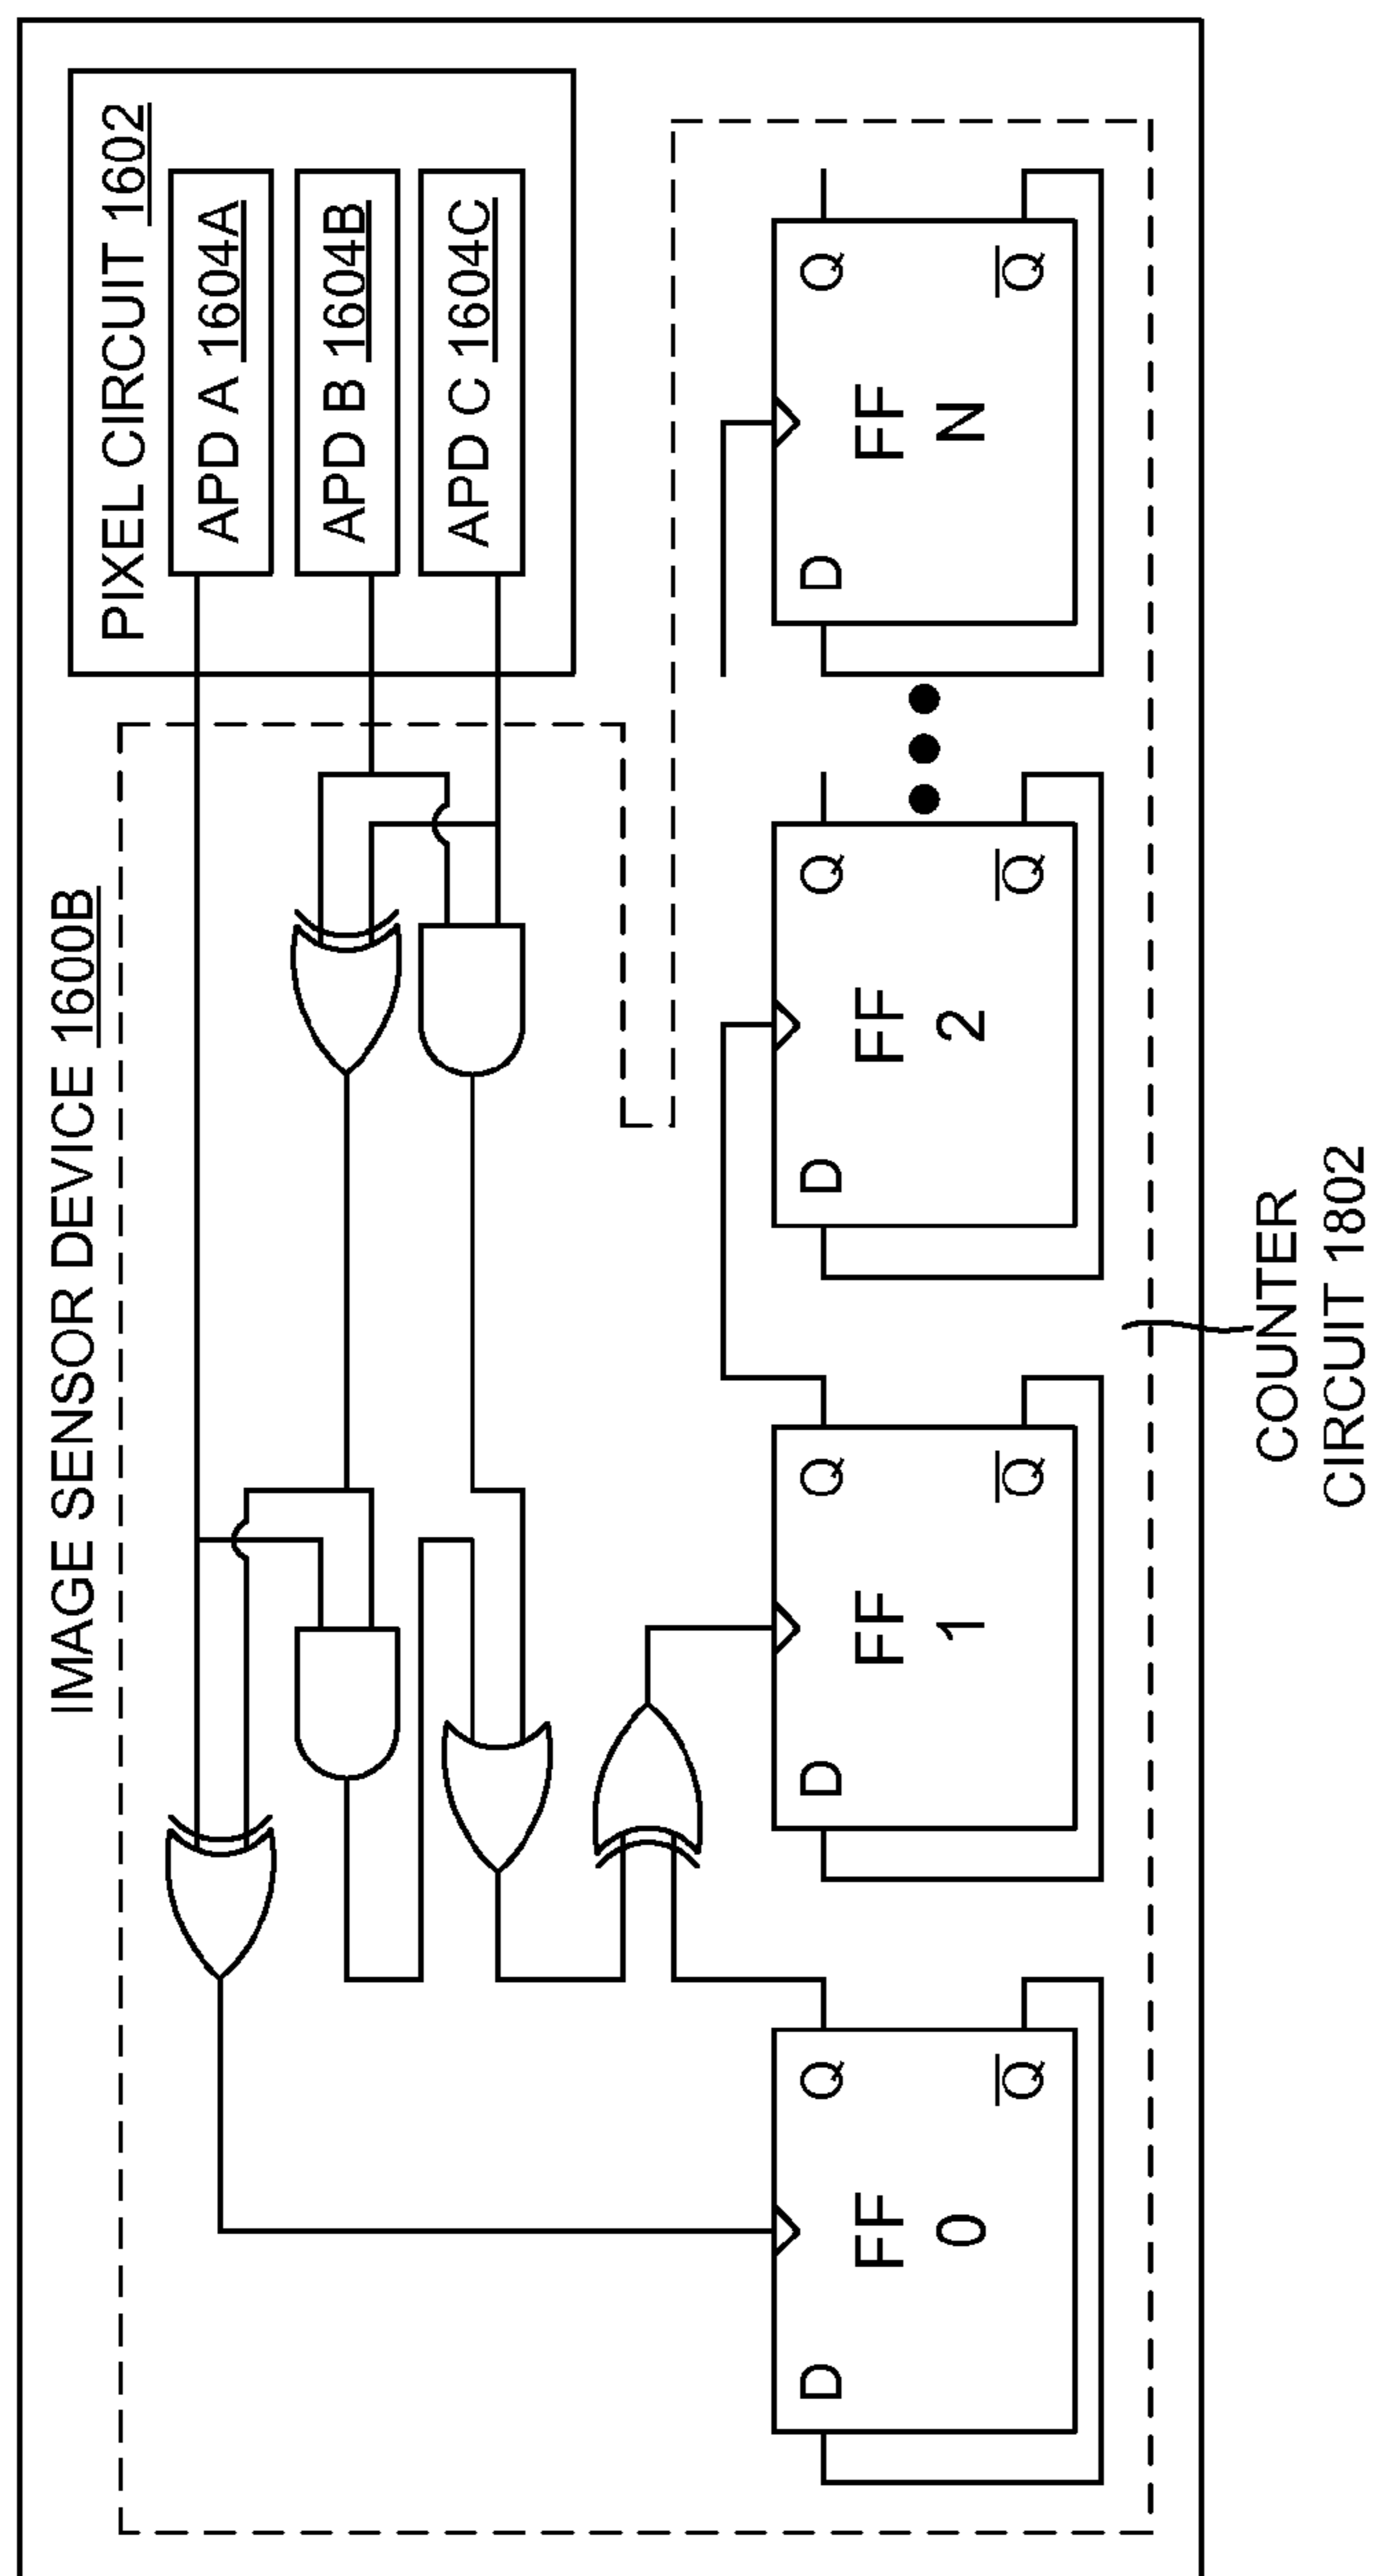 IMAGE SENSOR DEVICE 1600B
PIXEL CIRCUIT 1602
APD A 1604A
APD B 1604B
APD C 1604C
D
Q
FF
0
Q
D
Q
FF
1
Q
D
Q
FF
2
Q
D
Q
FF
N
Q
COUNTER
CIRCUIT 1802